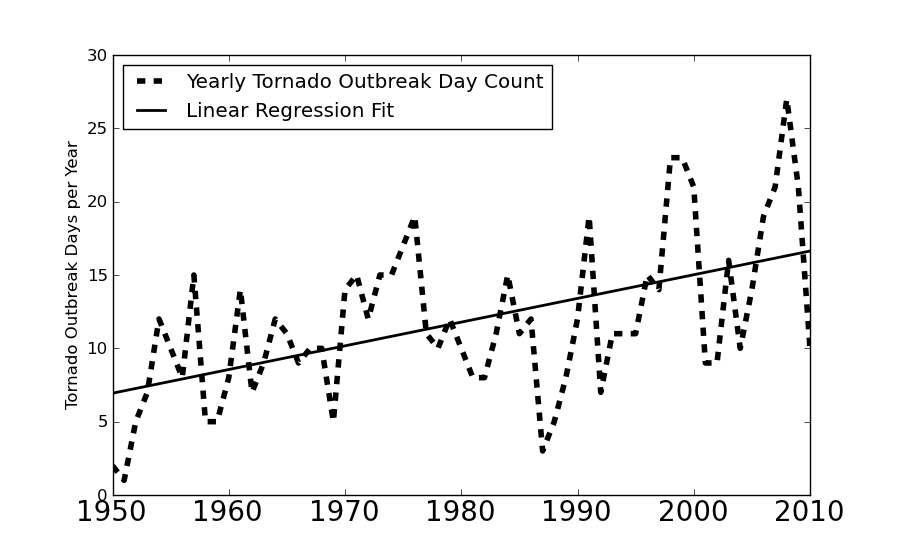 30
Yearly Tornado Outbreak Day Count
Linear Regression Fit
25
20
15
10
5
0
Tornado Outbreak Days per Year
1950 1960 1970 1980 1990 2000 2010